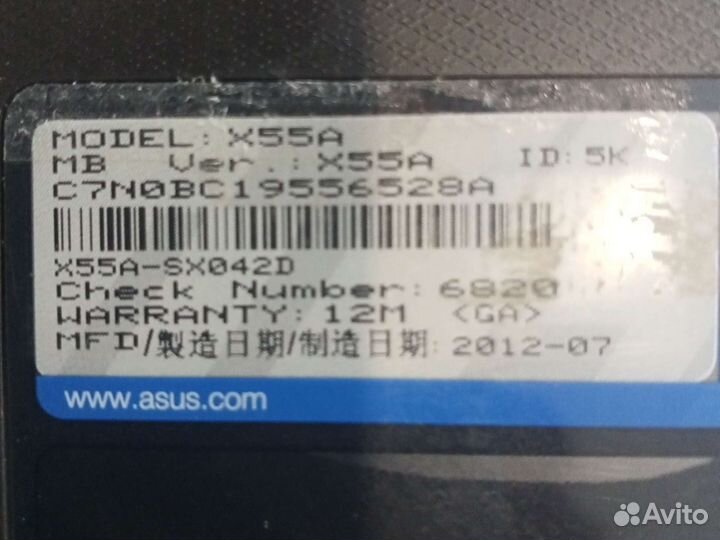 MODEL: X55A
MB Ver.: X55A ID: 5K
C7N0BC19556528A
X55A-SX042D
Check Number: 6820
WARRANTY: 12M <GA>
MFD/製造日期/制造日期: 2012-07
www.asus.com
Avito